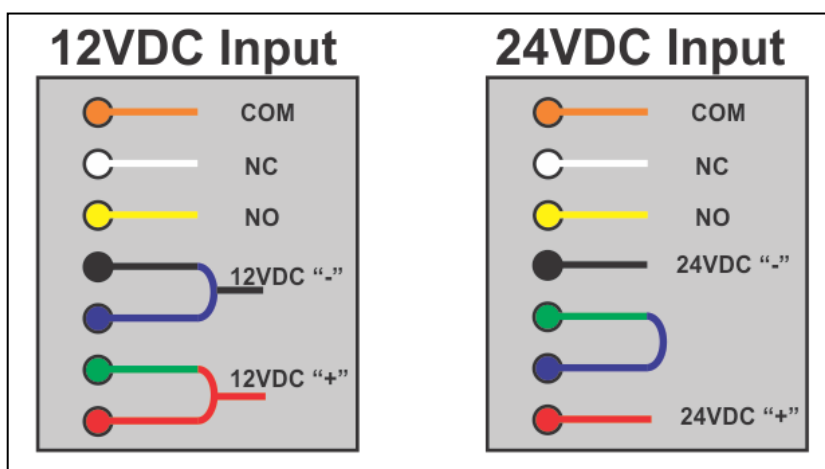 12VDC Input
COM
NC
NO
12VDC “-”
12VDC “+”
24VDC Input
COM
NC
NO
24VDC “-”
24VDC “+”